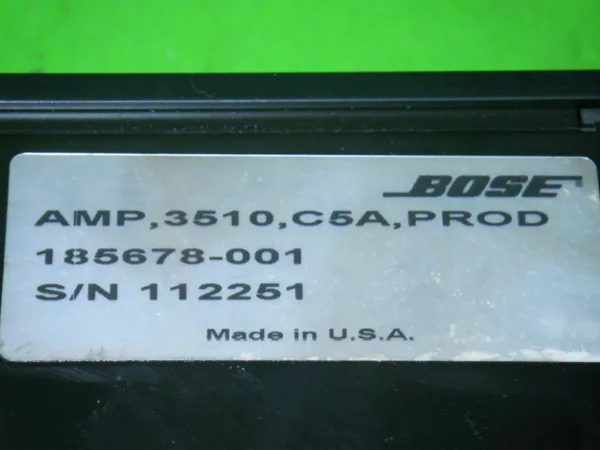 BOSE
AMP,3510,C5A,PROD
185678-001
S/N 112251
Made in U.S.A.